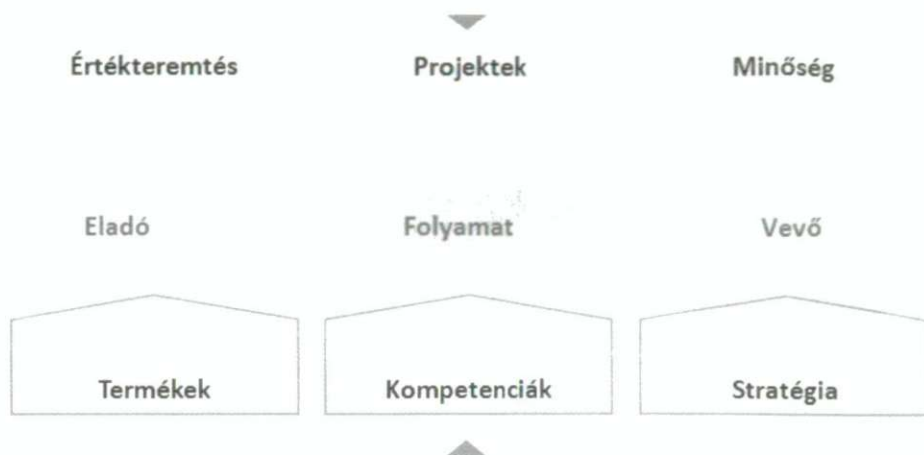 Értékteremtés Projektek Minőség
Eladó Folyamat Vevő
Termékek Kompetenciák Stratégia